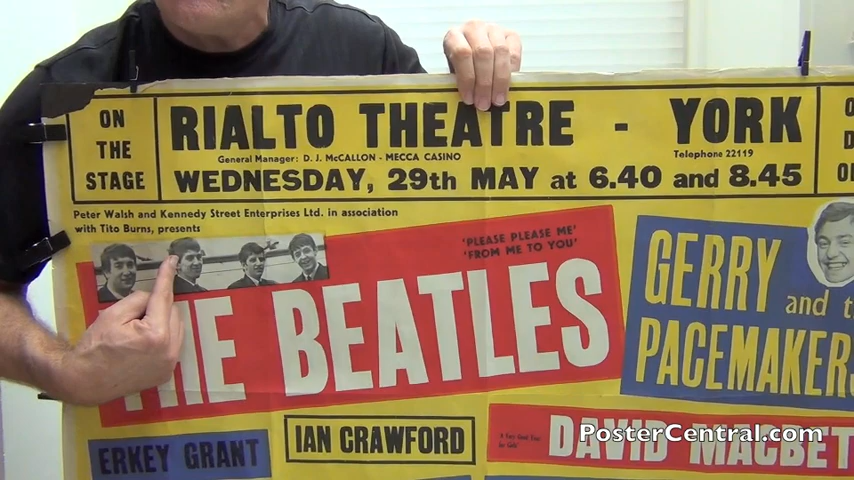 ON
THE
STAGE
RIALTO THEATRE - YORK
General Manager: D. J. McCALLON - MECCA CASINO
Telephone 22119
WEDNESDAY, 29th MAY at 6.40 and 8.45
Peter Walsh and Kennedy Street Enterprises Ltd. in association
with Tito Burns, presents
'PLEASE PLEASE ME'
'FROM ME TO YOU'
THE BEATLES
GERRY
and t
PACEMAKERS
ERKEY GRANT
IAN CRAWFORD
DAVID MACBET
PosterCentral.com